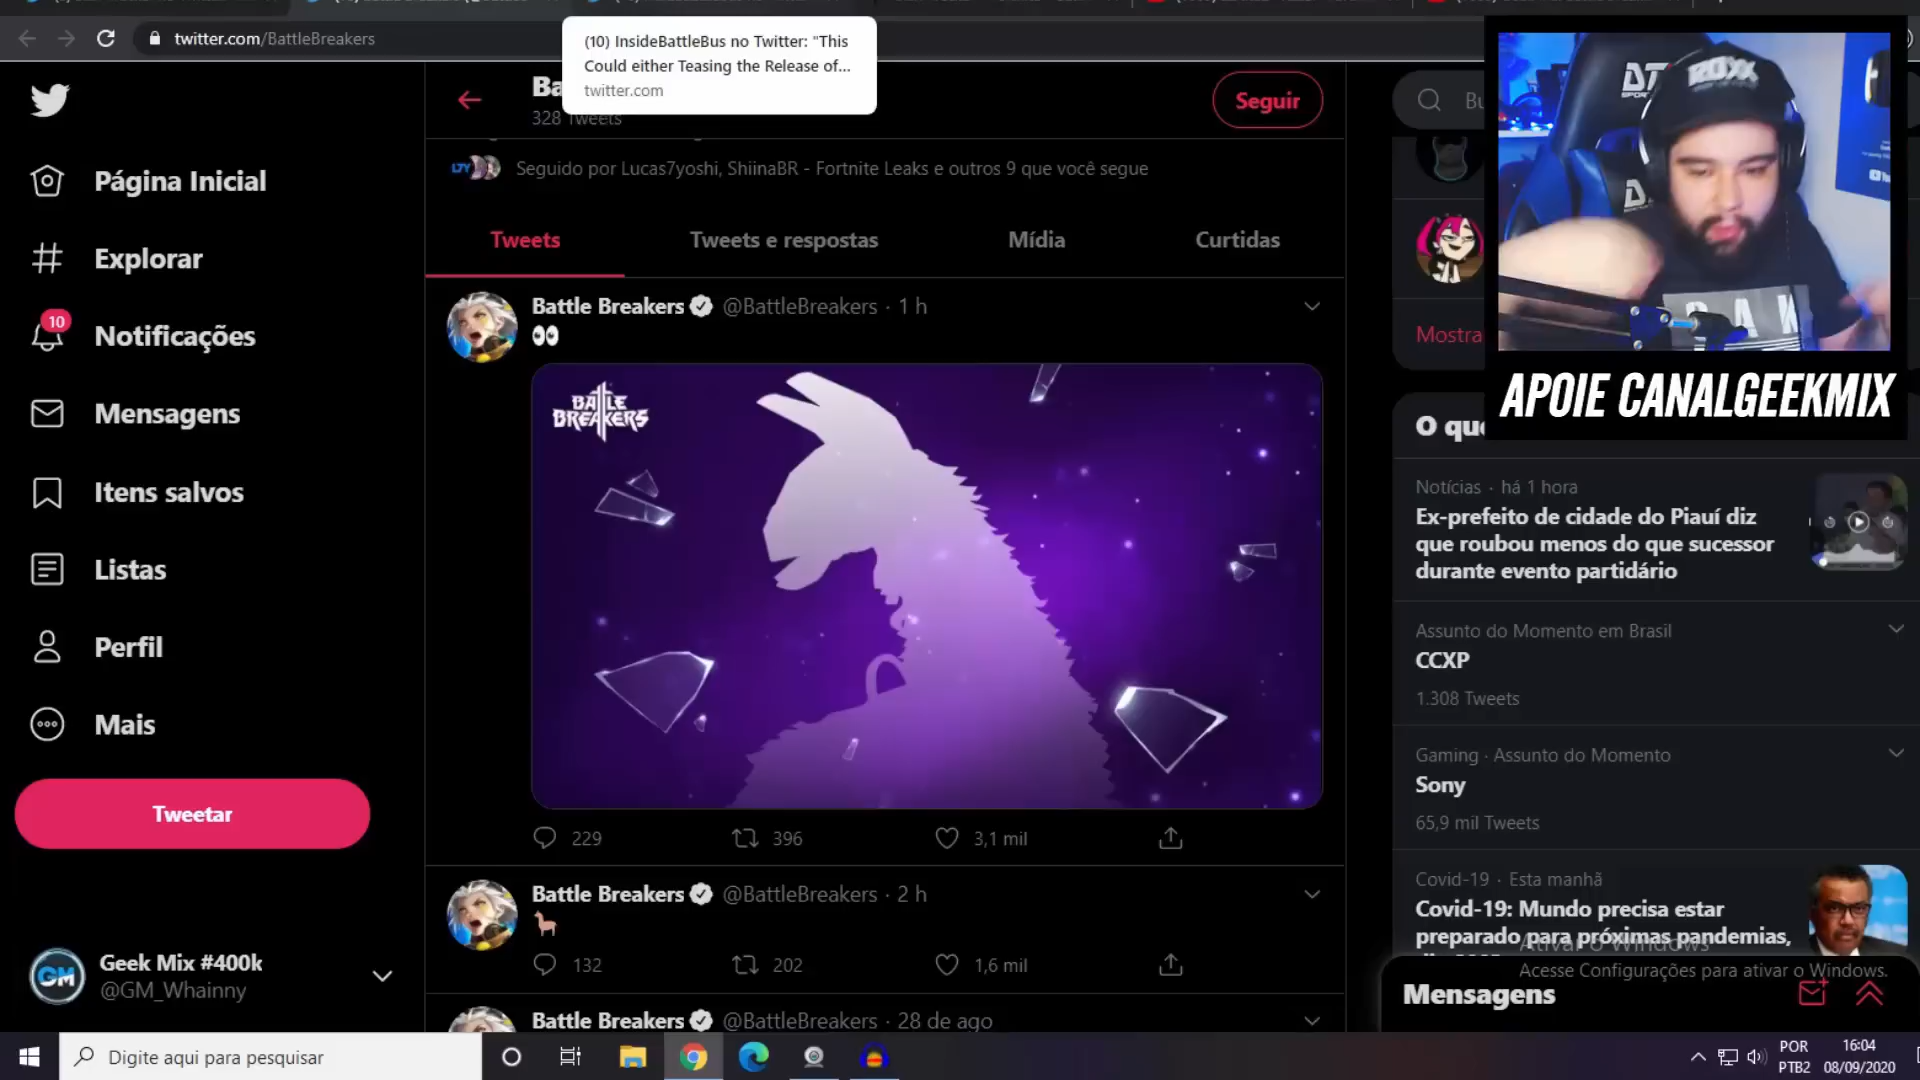 twitter.com/BattleBreakers
(10) InsideBattleBus no Twitter: "This
Could either Teasing the Release of...
twitter.com
Ba
328 Tweets
Seguir
Bu
Seguido por Lucas7yoshi, ShiinaBR - Fortnite Leaks e outros 9 que você segue
Página Inicial
Explorar
10
Notificações
Mensagens
Itens salvos
Listas
Perfil
Mais
Tweetar
Geek Mix #400k
@GM_Whainny
Tweets
Tweets e respostas
Mídia
Curtidas
Battle Breakers @BattleBreakers · 1 h
👀
BATTLE
BREAKERS
229
396
3,1 mil
Battle Breakers @BattleBreakers · 2 h
🦙
132
202
1,6 mil
Battle Breakers @BattleBreakers · 28 de ago
ROXX
Mostra
APOIE CANALGEEKMIX
O que
Notícias · há 1 hora
Ex-prefeito de cidade do Piauí diz
que roubou menos do que sucessor
durante evento partidário
Assunto do Momento em Brasil
CCXP
1.308 Tweets
Gaming · Assunto do Momento
Sony
65,9 mil Tweets
Covid-19 · Esta manhã
Covid-19: Mundo precisa estar
preparado para próximas pandemias,
Ativar o Windows
Acesse Configurações para ativar o Windows.
Mensagens
Digite aqui para pesquisar
POR
PTB2
16:04
08/09/2020